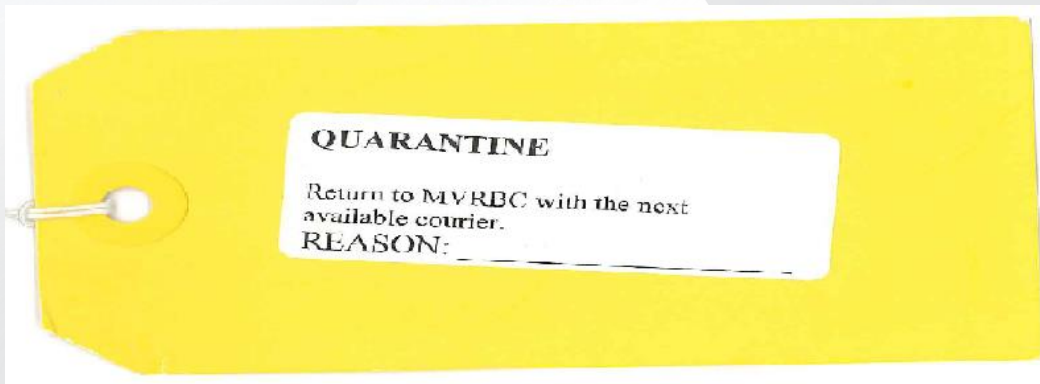 QUARANTINE
Return to MVRBC with the next
available courier.
REASON: